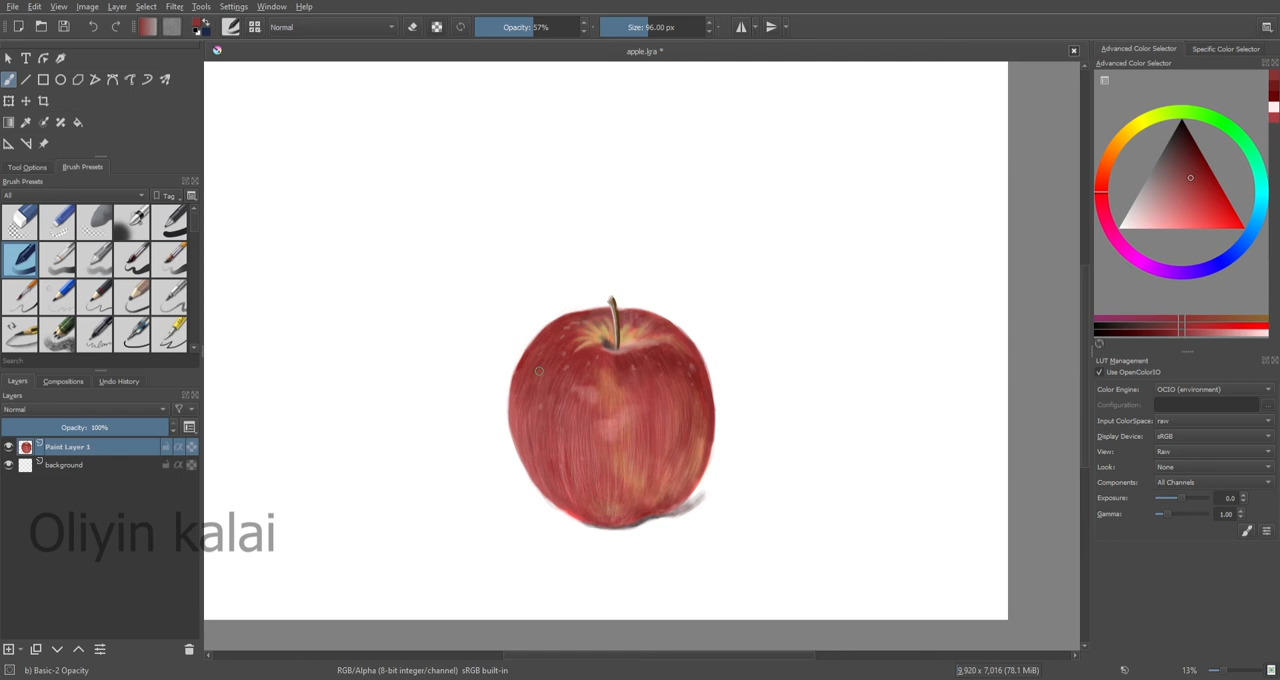 File Edit View Image Layer Select Filter Tools Settings Window Help
Normal
Opacity: 57%
Size: 96.00 px
apple.kra *
Advanced Color Selector
Specific Color Selector
Advanced Color Selector
Tool Options
Brush Presets
Brush Presets
All
Tag
Search
Layers
Compositions
Undo History
Layers
Normal
Opacity: 100%
Paint Layer 1
background
Oliyin kalai
LUT Management
Use OpenColorIO
Color Engine: OCIO (environment)
Configuration:
Input ColorSpace: raw
Display Device: sRGB
View: Raw
Look: None
Components: All Channels
Exposure: 0.0
Gamma: 1.00
b) Basic-2 Opacity
RGB/Alpha (8-bit integer/channel) sRGB built-in
9,920 x 7,016 (78.1 MiB)
13%